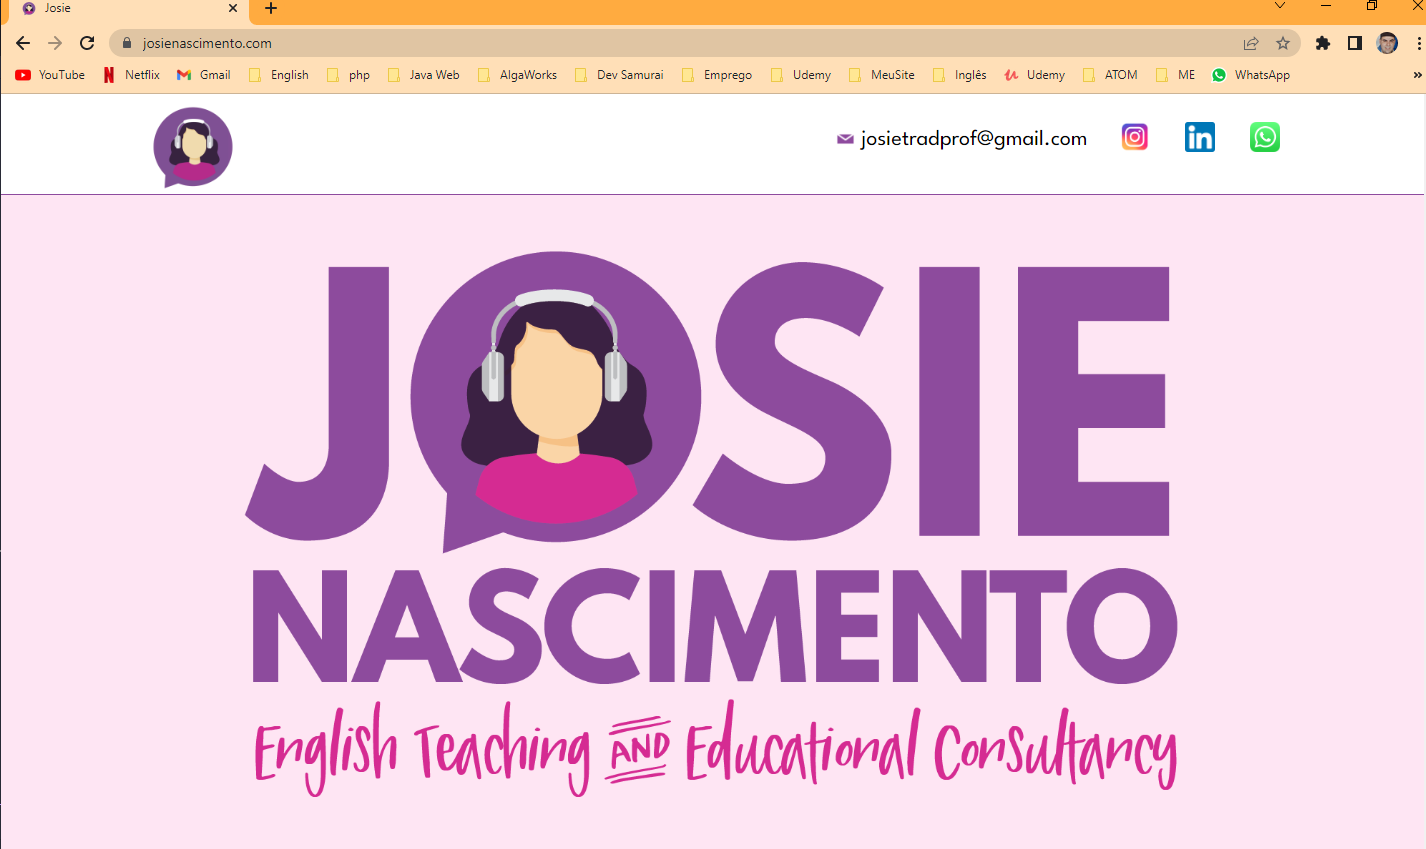 Josie
josienascimento.com
YouTube Netflix Gmail English php Java Web AlgaWorks Dev Samurai Emprego Udemy MeuSite Inglês Udemy ATOM ME WhatsApp »
josietradprof@gmail.com
JOSIE
NASCIMENTO
English Teaching AND Educational Consultancy